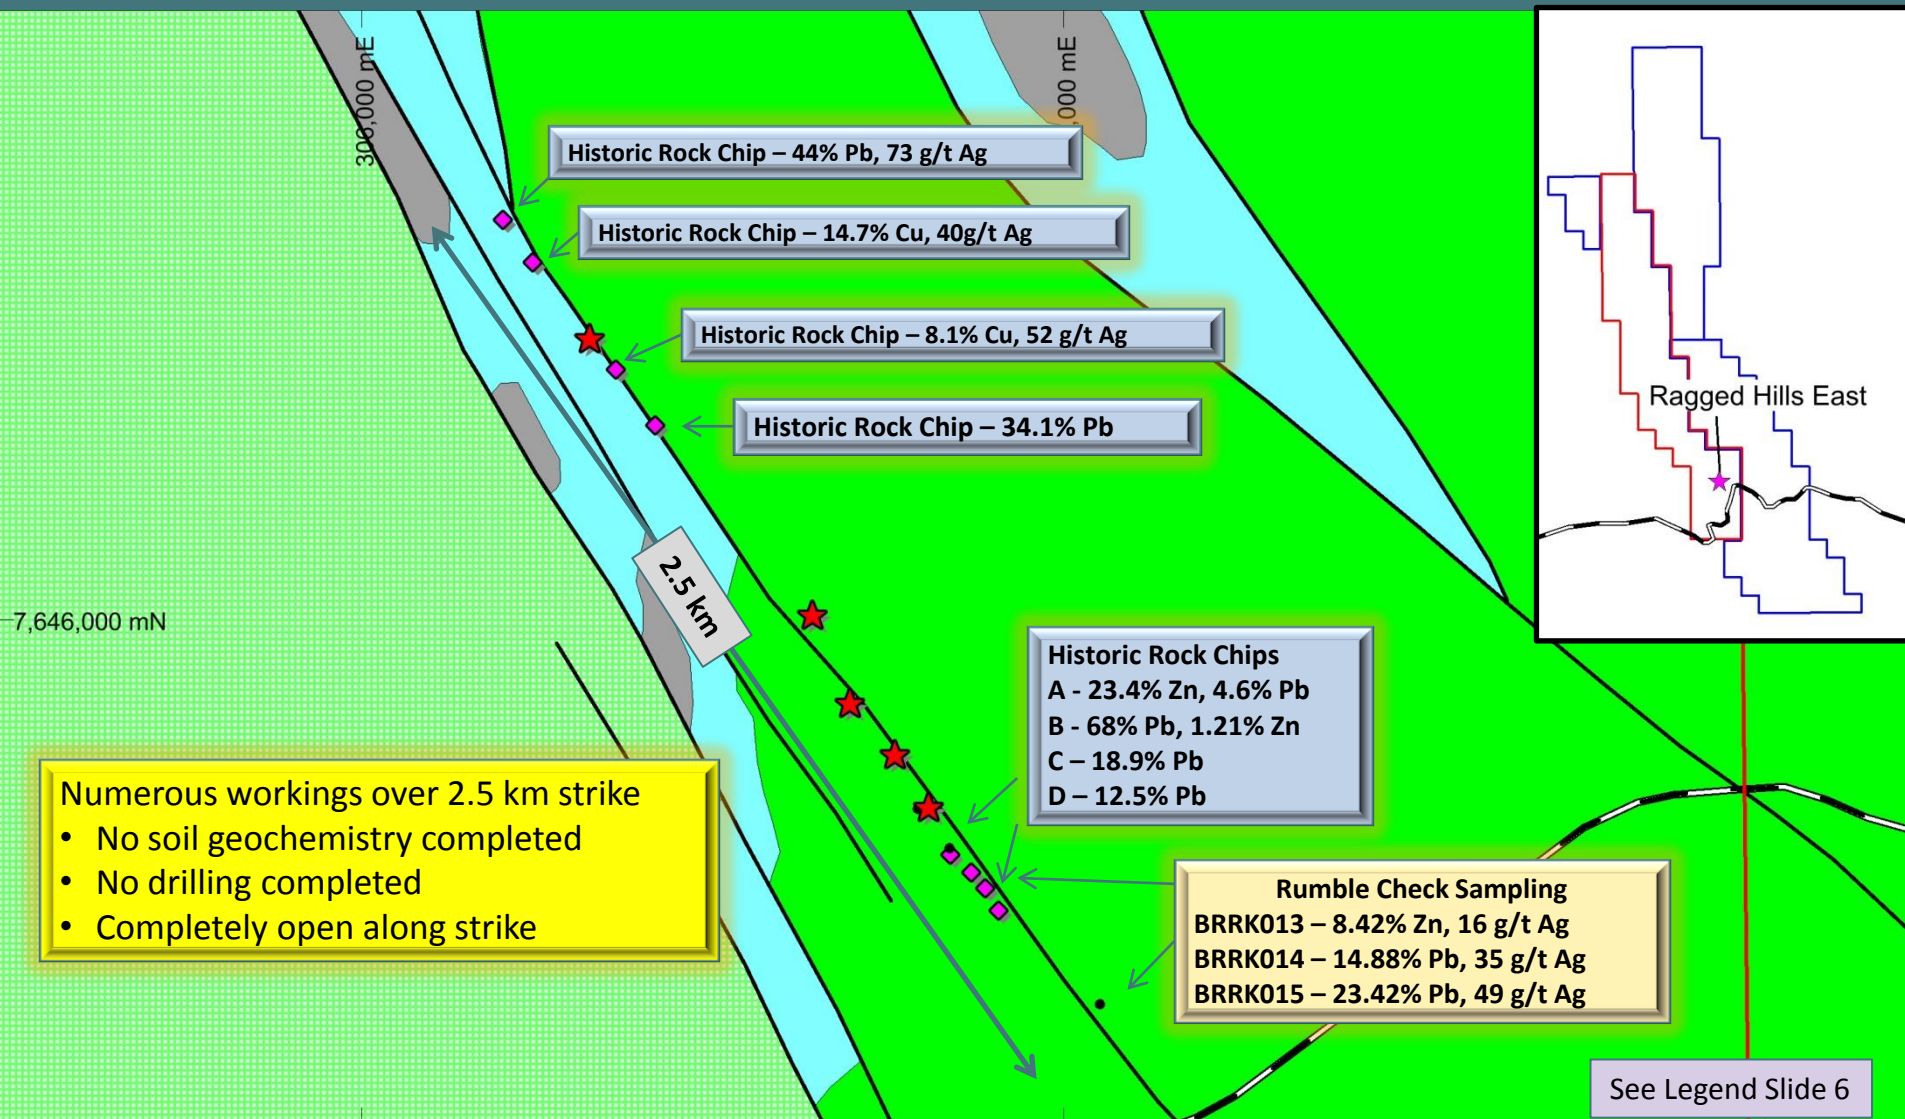 306,000 mE
,000 mE
Historic Rock Chip – 44% Pb, 73 g/t Ag
Historic Rock Chip – 14.7% Cu, 40g/t Ag
Historic Rock Chip – 8.1% Cu, 52 g/t Ag
Historic Rock Chip – 34.1% Pb
Ragged Hills East
2.5 km
7,646,000 mN
Historic Rock Chips
A - 23.4% Zn, 4.6% Pb
B - 68% Pb, 1.21% Zn
C – 18.9% Pb
D – 12.5% Pb
Numerous workings over 2.5 km strike
• No soil geochemistry completed
• No drilling completed
• Completely open along strike
Rumble Check Sampling
BRRK013 – 8.42% Zn, 16 g/t Ag
BRRK014 – 14.88% Pb, 35 g/t Ag
BRRK015 – 23.42% Pb, 49 g/t Ag
See Legend Slide 6